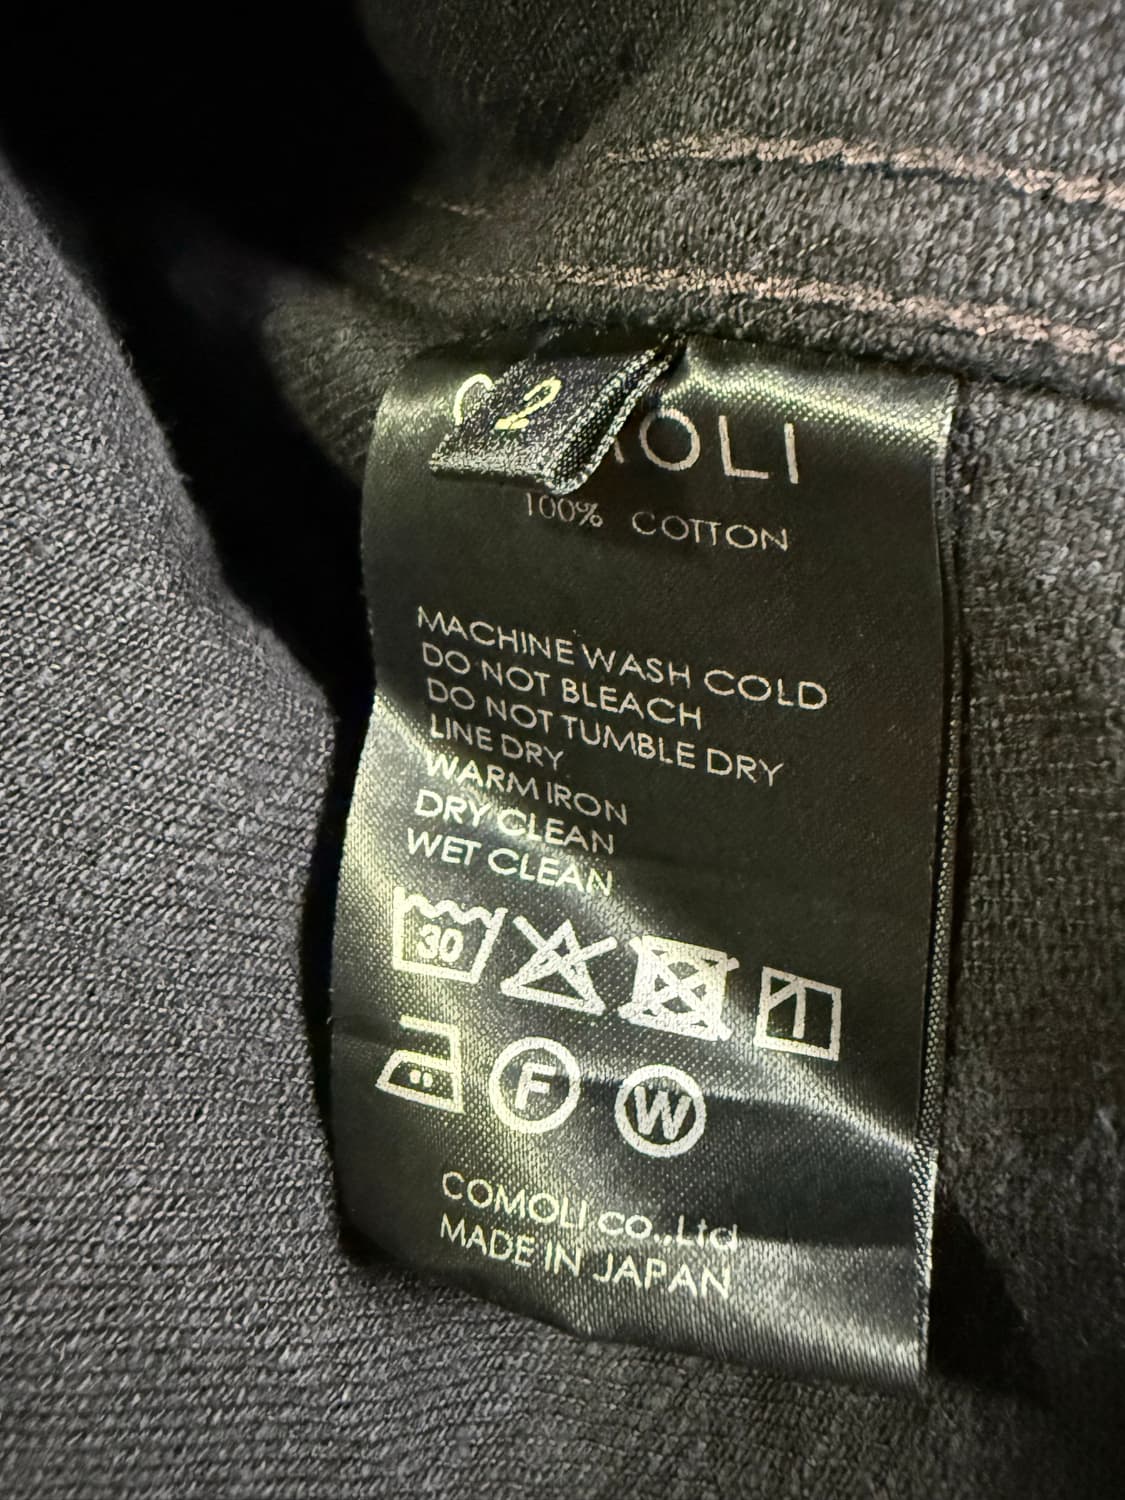 2
COMOLI
100% COTTON
MACHINE WASH COLD
DO NOT BLEACH
DO NOT TUMBLE DRY
LINE DRY
WARM IRON
DRY CLEAN
WET CLEAN
30
F W
COMOLI CO.,Ltd
MADE IN JAPAN